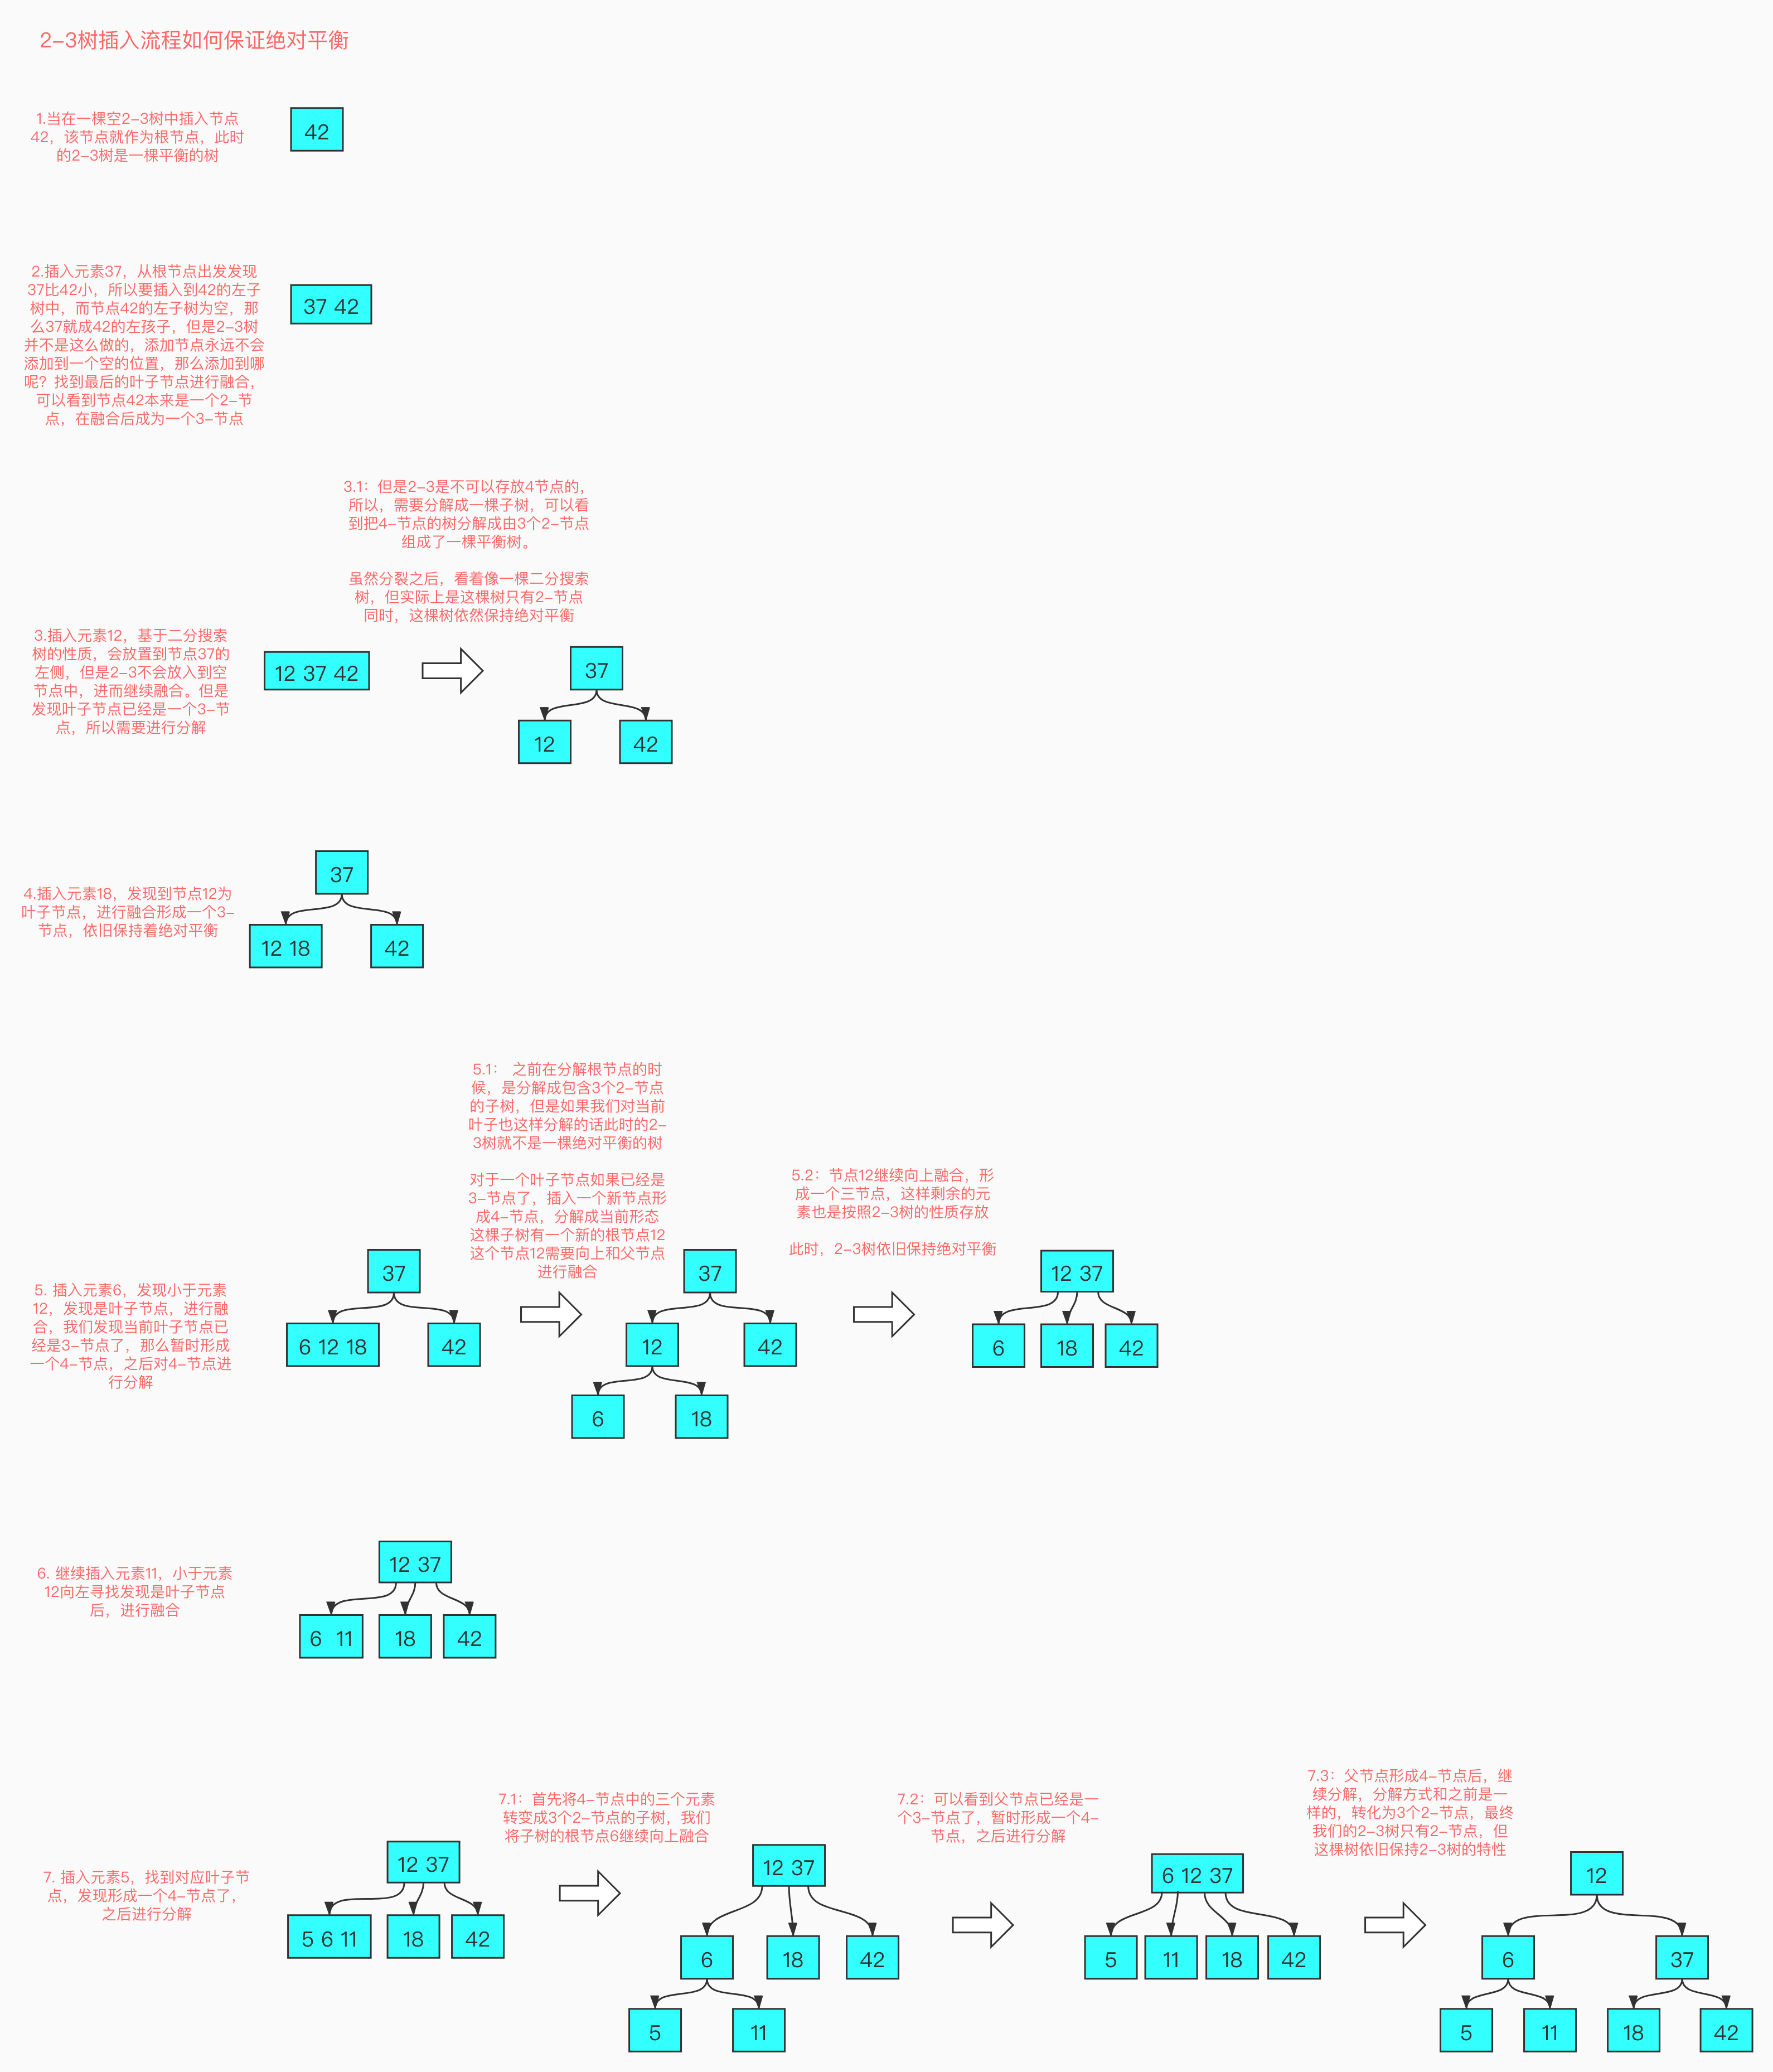 2-3树插入流程如何保证绝对平衡
1.当在一棵空2-3树中插入节点
42，该节点就作为根节点，此时
的2-3树是一棵平衡的树
42
2.插入元素37，从根节点出发发现
37比42小，所以要插入到42的左子
树中，而节点42的左子树为空，那
么37就成42的左孩子，但是2-3树
并不是这么做的，添加节点永远不会
添加到一个空的位置，那么添加到哪
呢？找到最后的叶子节点进行融合，
可以看到节点42本来是一个2-节
点，在融合后成为一个3-节点
37 42
3.1：但是2-3是不可以存放4节点的，
所以，需要分解成一棵子树，可以看
到把4-节点的树分解成由3个2-节点
组成了一棵平衡树。
虽然分裂之后，看着像一棵二分搜索
树，但实际上是这棵树只有2-节点
同时，这棵树依然保持绝对平衡
3.插入元素12，基于二分搜索
树的性质，会放置到节点37的
左侧，但是2-3不会放入到空
节点中，进而继续融合。但是
发现叶子节点已经是一个3-节
点，所以需要进行分解
12 37 42
37
12
42
4.插入元素18，发现到节点12为
叶子节点，进行融合形成一个3-
节点，依旧保持着绝对平衡
37
12 18
42
5.1： 之前在分解根节点的时
候，是分解成包含3个2-节点
的子树，但是如果我们对当前
叶子也这样分解的话此时的2-
3树就不是一棵绝对平衡的树
对于一个叶子节点如果已经是
3-节点了，插入一个新节点形
成4-节点，分解成当前形态
这棵子树有一个新的根节点12
这个节点12需要向上和父节点
进行融合
5.2：节点12继续向上融合，形
成一个三节点，这样剩余的元
素也是按照2-3树的性质存放
此时，2-3树依旧保持绝对平衡
5. 插入元素6，发现小于元素
12，发现是叶子节点，进行融
合，我们发现当前叶子节点已
经是3-节点了，那么暂时形成
一个4-节点，之后对4-节点进
行分解
37
6 12 18
42
37
12
42
6
18
12 37
6
18
42
6. 继续插入元素11，小于元素
12向左寻找发现是叶子节点
后，进行融合
12 37
6 11
18
42
7. 插入元素5，找到对应叶子节
点，发现形成一个4-节点了，
之后进行分解
12 37
5 6 11
18
42
7.1：首先将4-节点中的三个元素
转变成3个2-节点的子树，我们
将子树的根节点6继续向上融合
12 37
6
18
42
5
11
7.2：可以看到父节点已经是一
个3-节点了，暂时形成一个4-
节点，之后进行分解
6 12 37
5
11
18
42
7.3：父节点形成4-节点后，继
续分解，分解方式和之前是一
样的，转化为3个2-节点，最终
我们的2-3树只有2-节点，但
这棵树依旧保持2-3树的特性
12
6
37
5
11
18
42